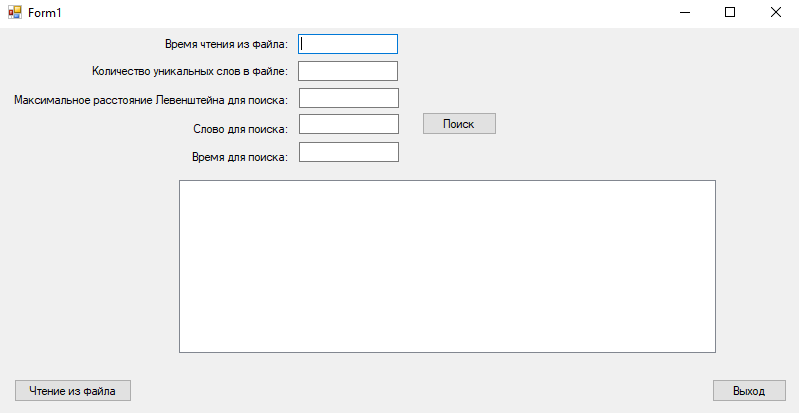 Form1
Время чтения из файла:
Количество уникальных слов в файле:
Максимальное расстояние Левенштейна для поиска:
Слово для поиска:
Поиск
Время для поиска:
Чтение из файла
Выход